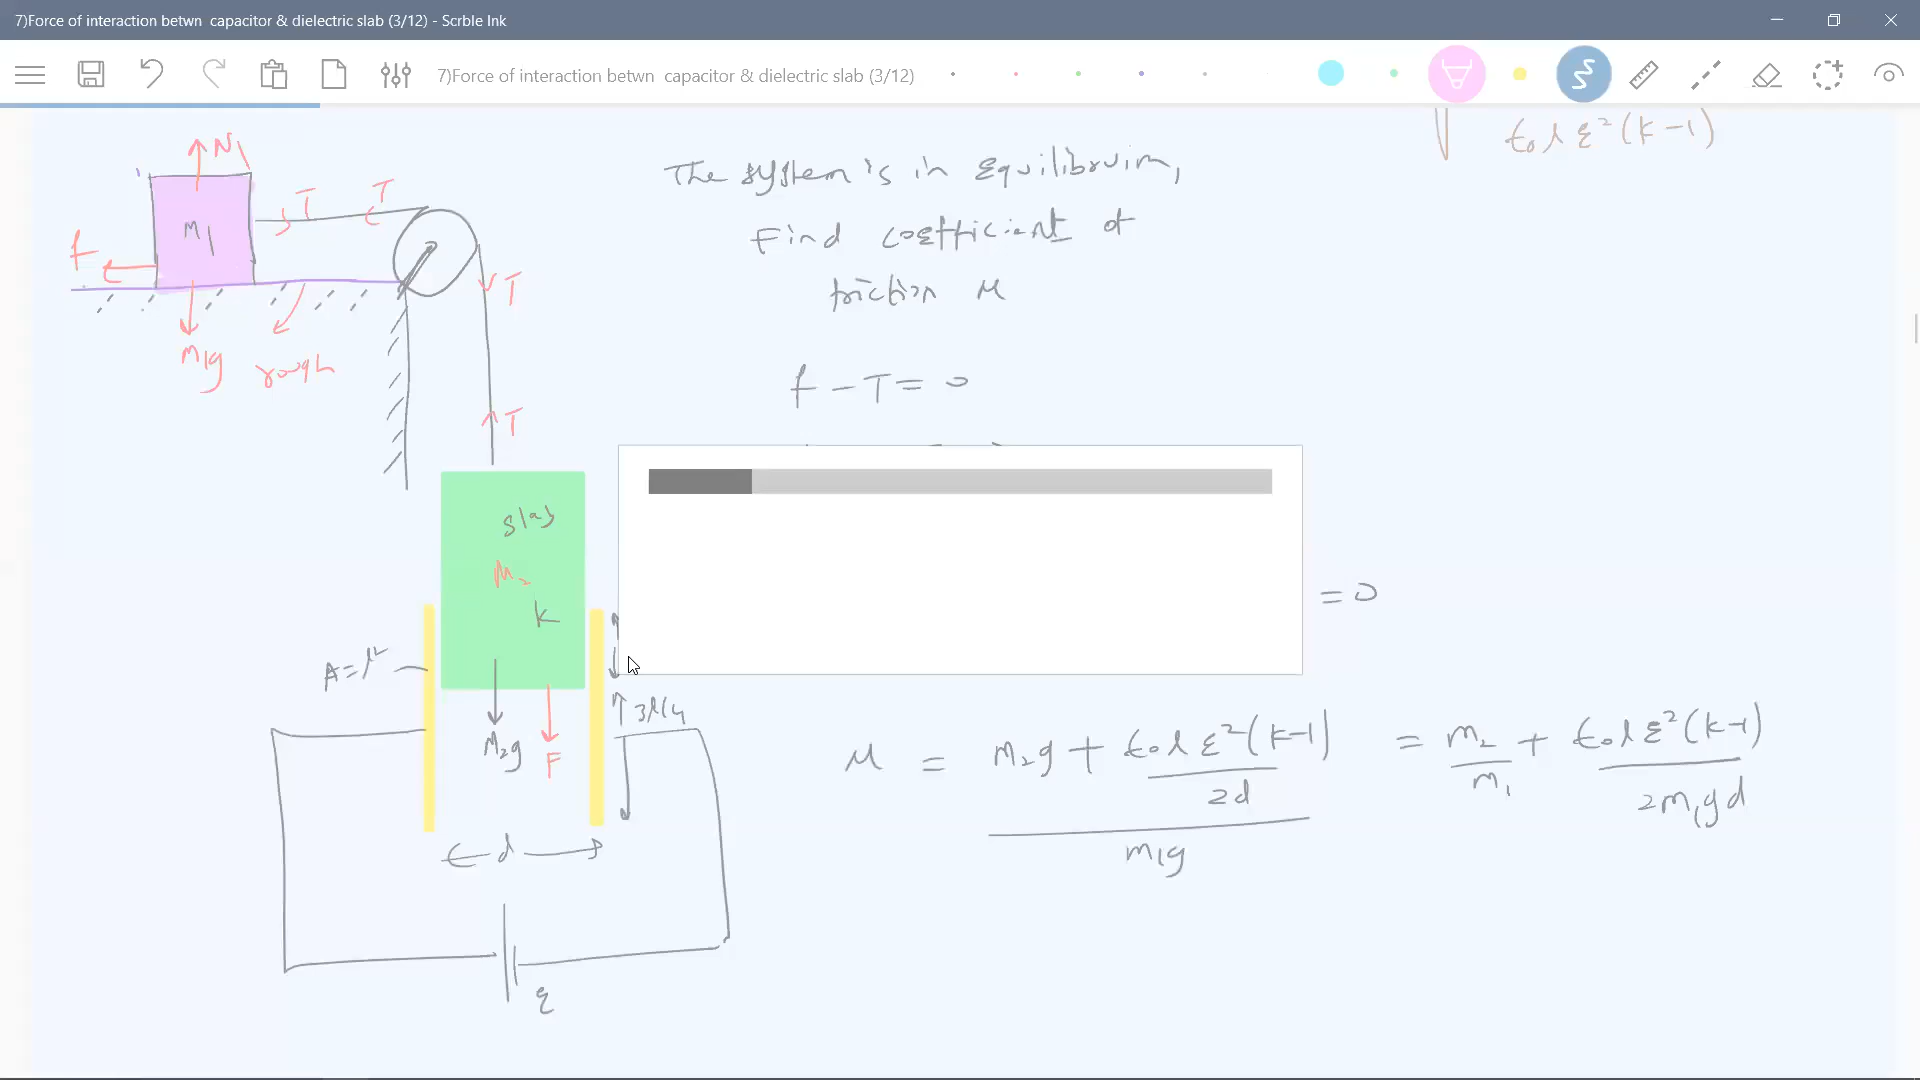 7)Force of interaction betwn capacitor & dielectric slab (3/12) - Scrble Ink
7)Force of interaction betwn capacitor & dielectric slab (3/12)
ε₀ l ε² (k-1)
N₁
The system is in Equilibruim,
M₁
T
T
Find coefficient of
f
T
friction μ
M₁g
rough
f - T = 0
T
slab
M₂
k
= 0
A = l²
3l/4
M₂g
F
μ = (m₂g + ε₀ l ε² (k-1) / 2d) / m₁g = m₂/m₁ + ε₀ l ε² (k-1) / 2m₁gd
d
ε